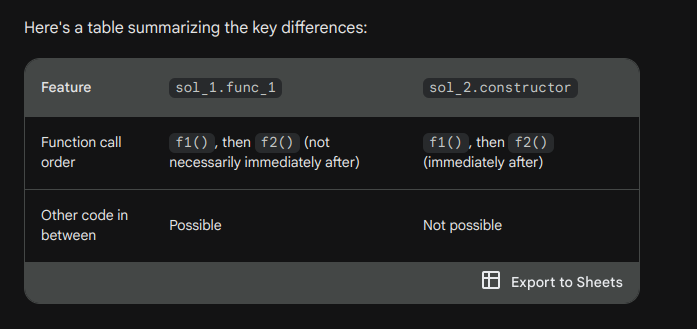 Here's a table summarizing the key differences:
Feature sol_1.func_1 sol_2.constructor
Function call order f1(), then f2() (not necessarily immediately after) f1(), then f2() (immediately after)
Other code in between Possible Not possible
Export to Sheets